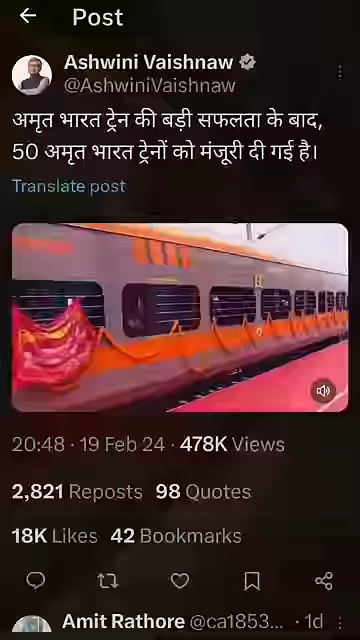 Post
Ashwini Vaishnaw
@AshwiniVaishnaw
अमृत भारत ट्रेन की बड़ी सफलता के बाद,
50 अमृत भारत ट्रेनों को मंजूरी दी गई है।
Translate post
20:48 · 19 Feb 24 · 478K Views
2,821 Reposts 98 Quotes
18K Likes 42 Bookmarks
Amit Rathore @ca1853... · 1d